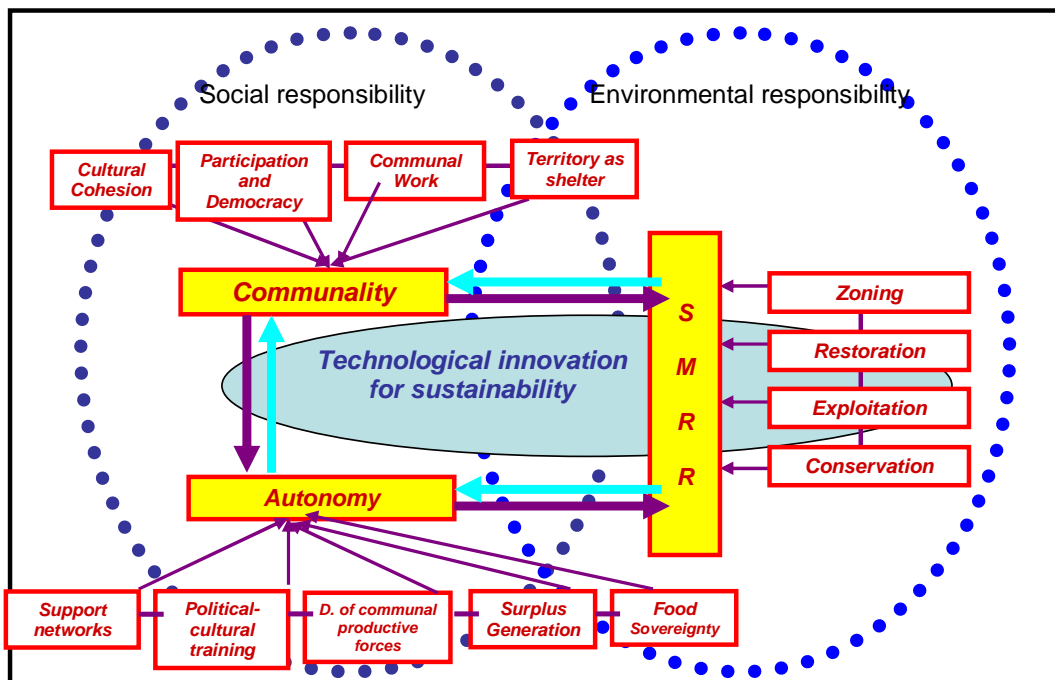 Social responsibility
Environmental responsibility
Cultural
Cohesion
Participation
and
Democracy
Communal
Work
Territory as
shelter
Communality
S
M
R
R
Zoning
Restoration
Exploitation
Conservation
Technological innovation
for sustainability
Autonomy
Support
networks
Political-
cultural
training
D. of communal
productive
forces
Surplus
Generation
Food
Sovereignty